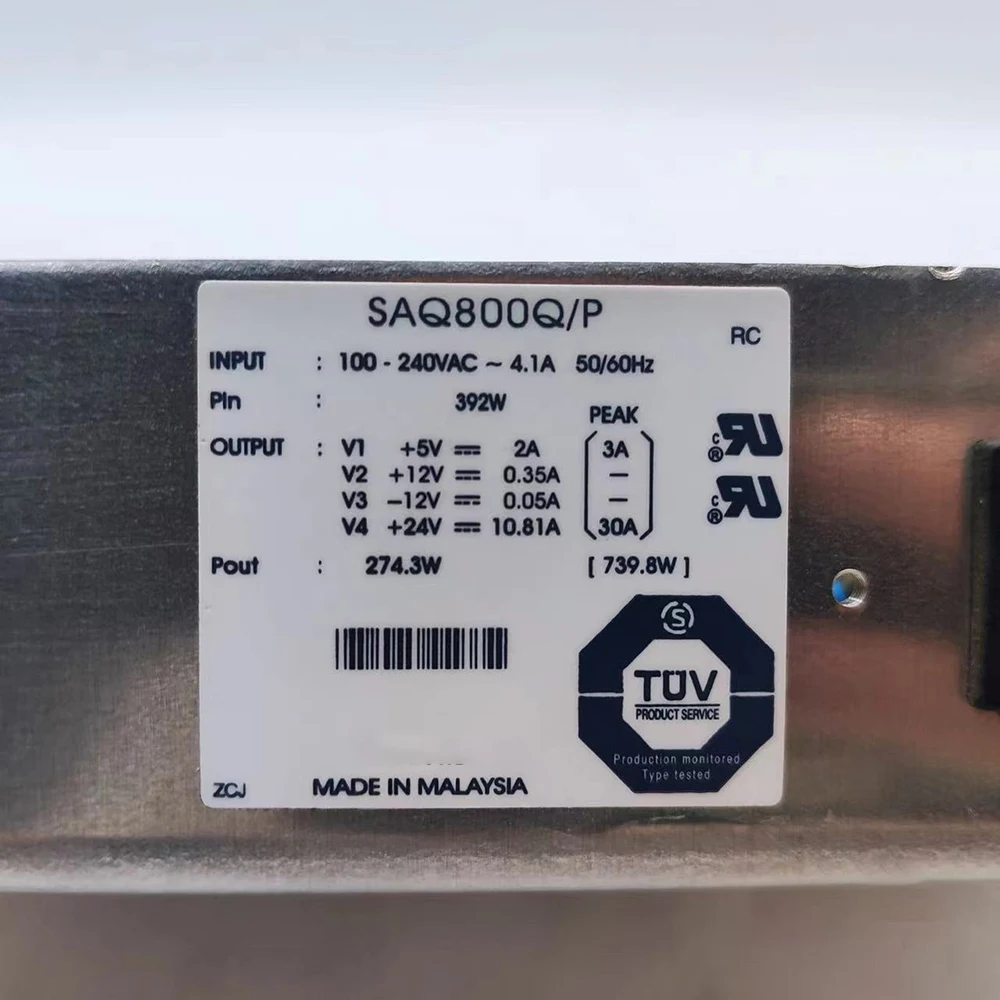 SAQ800Q/P
RC
INPUT : 100 - 240VAC ~ 4.1A 50/60Hz
PIn : 392W
PEAK
OUTPUT : V1 +5V ⎓ 2A 3A
V2 +12V ⎓ 0.35A –
V3 –12V ⎓ 0.05A –
V4 +24V ⎓ 10.81A 30A
Pout : 274.3W [ 739.8W ]
c RU ®
c RU ®
S
TÜV
PRODUCT SERVICE
Production monitored
Type tested
ZCJ MADE IN MALAYSIA